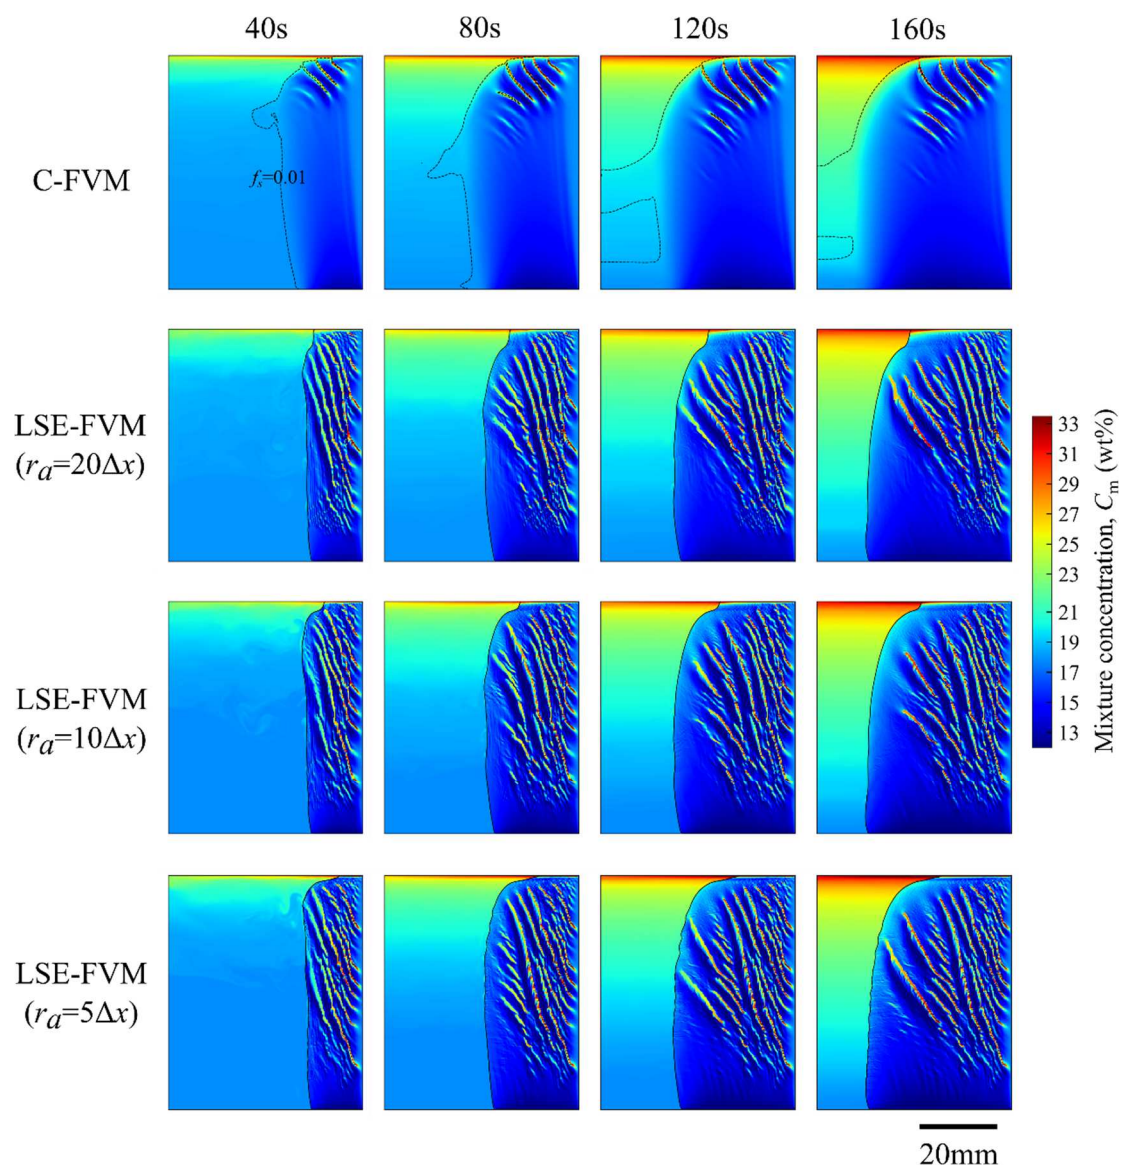 40s 80s 120s 160s
C-FVM
fₛ=0.01
LSE-FVM
(rₐ=20Δx)
LSE-FVM
(rₐ=10Δx)
LSE-FVM
(rₐ=5Δx)
33
31
29
27
25
23
21
19
17
15
13
Mixture concentration, Cₘ (wt%)
20mm